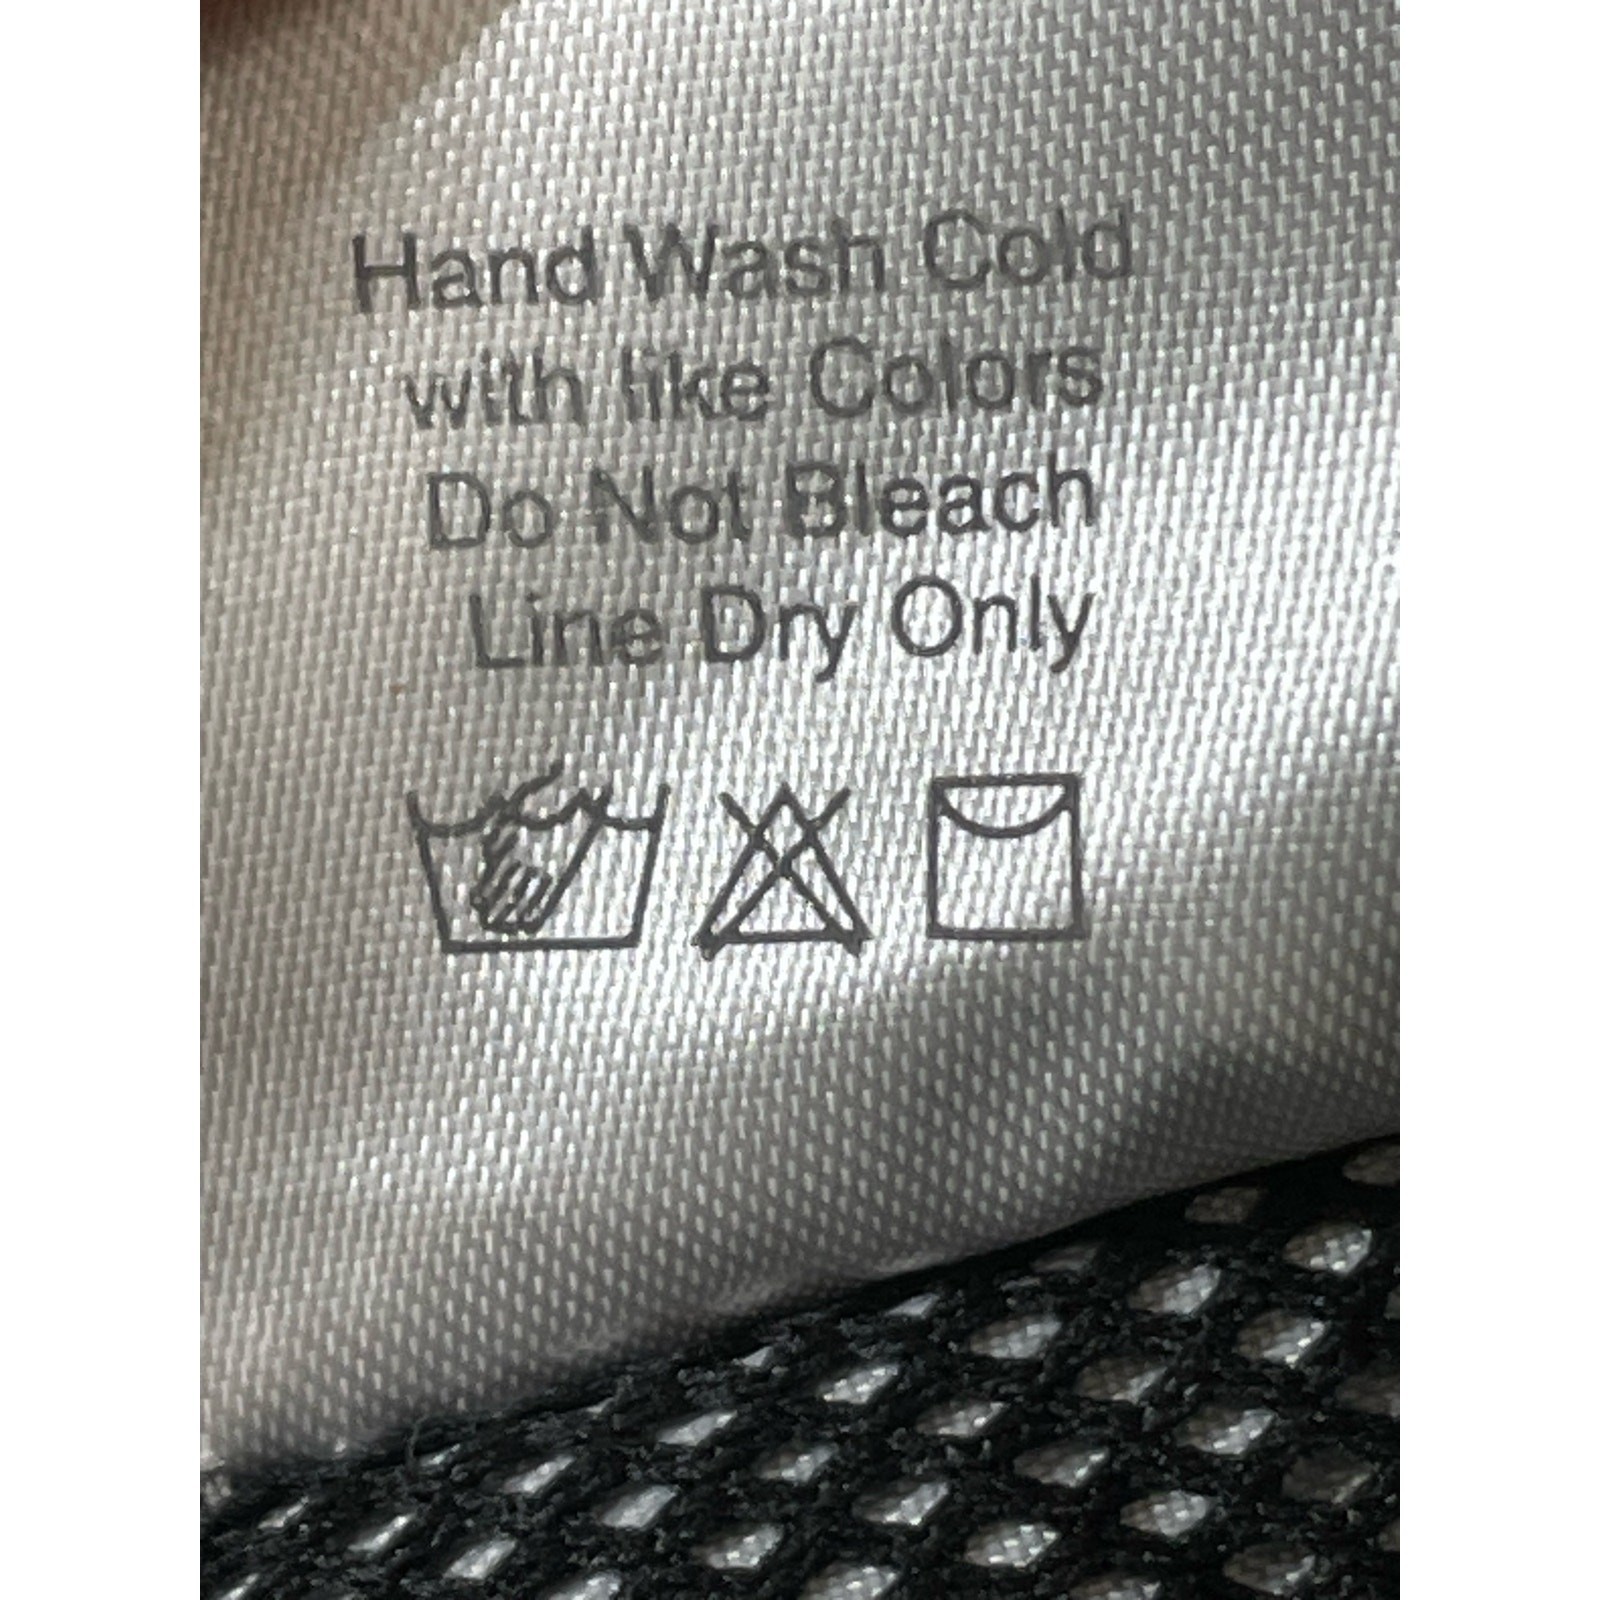 Hand Wash Cold
with like Colors
Do Not Bleach
Line Dry Only